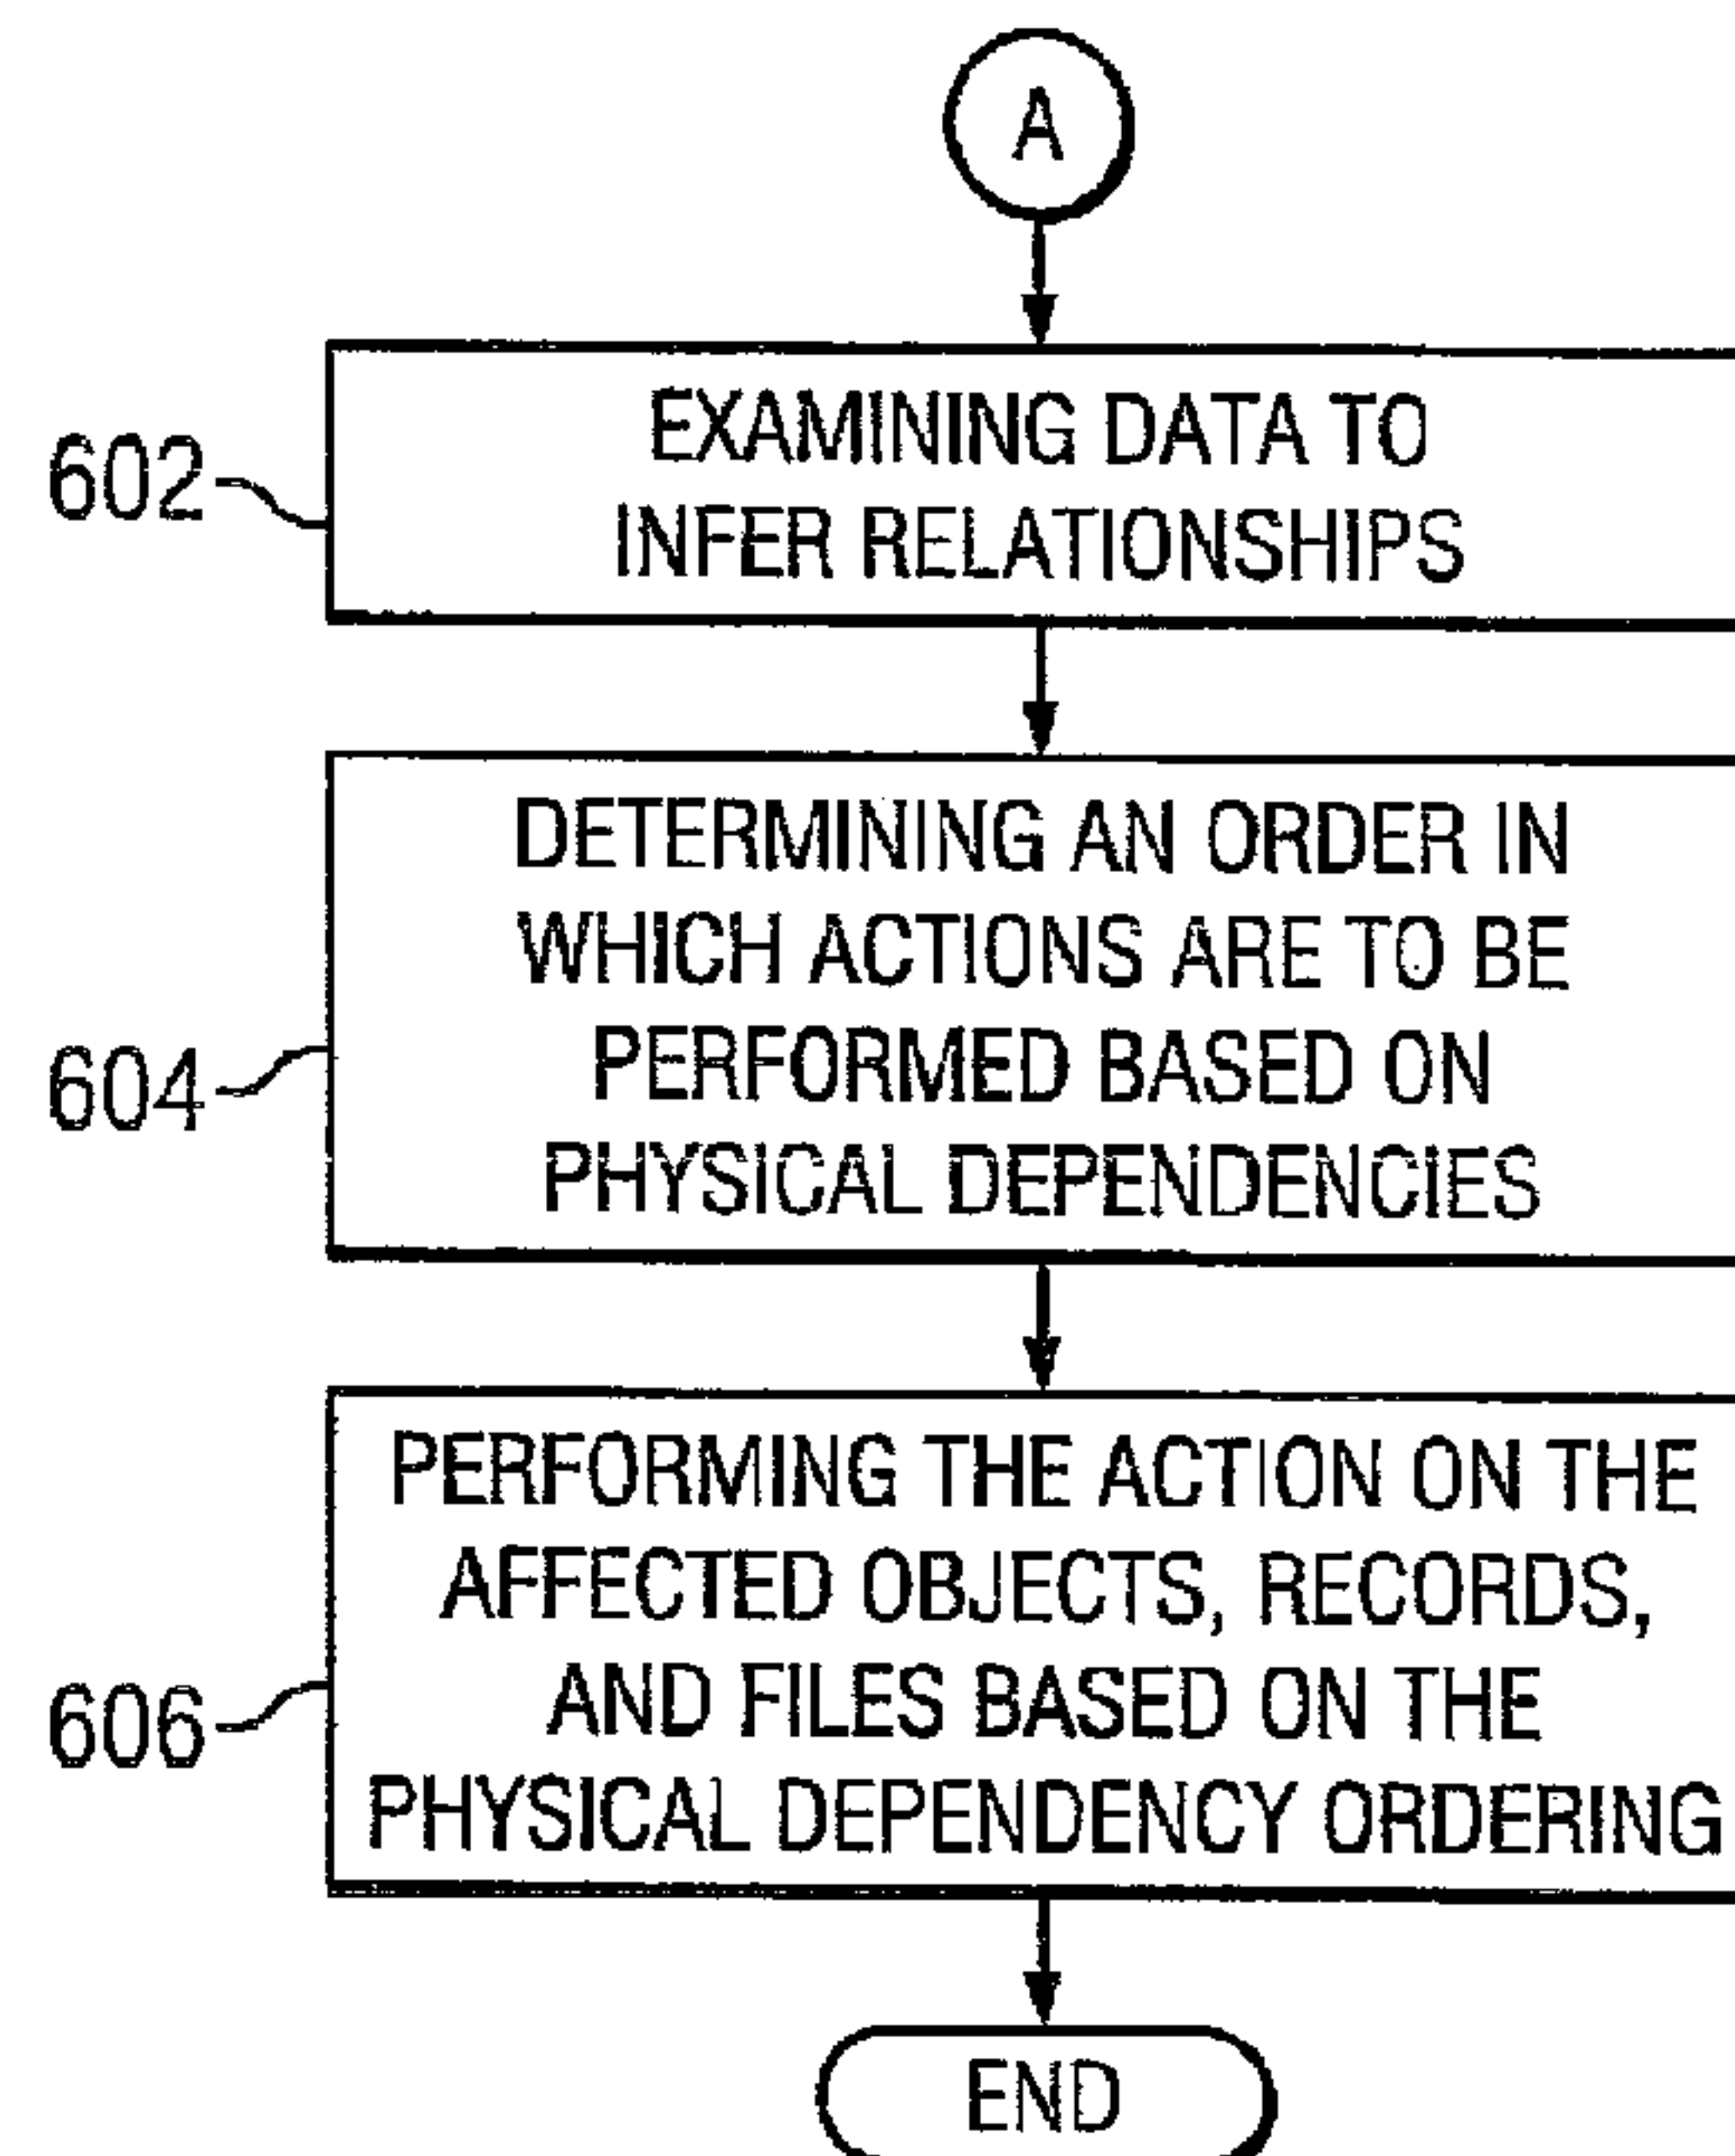 A
EXAMINING DATA TO
INFER RELATIONSHIPS
602
DETERMINING AN ORDER IN
WHICH ACTIONS ARE TO BE
PERFORMED BASED ON
PHYSICAL DEPENDENCIES
604
PERFORMING THE ACTION ON THE
AFFECTED OBJECTS, RECORDS,
AND FILES BASED ON THE
PHYSICAL DEPENDENCY ORDERING
606
END